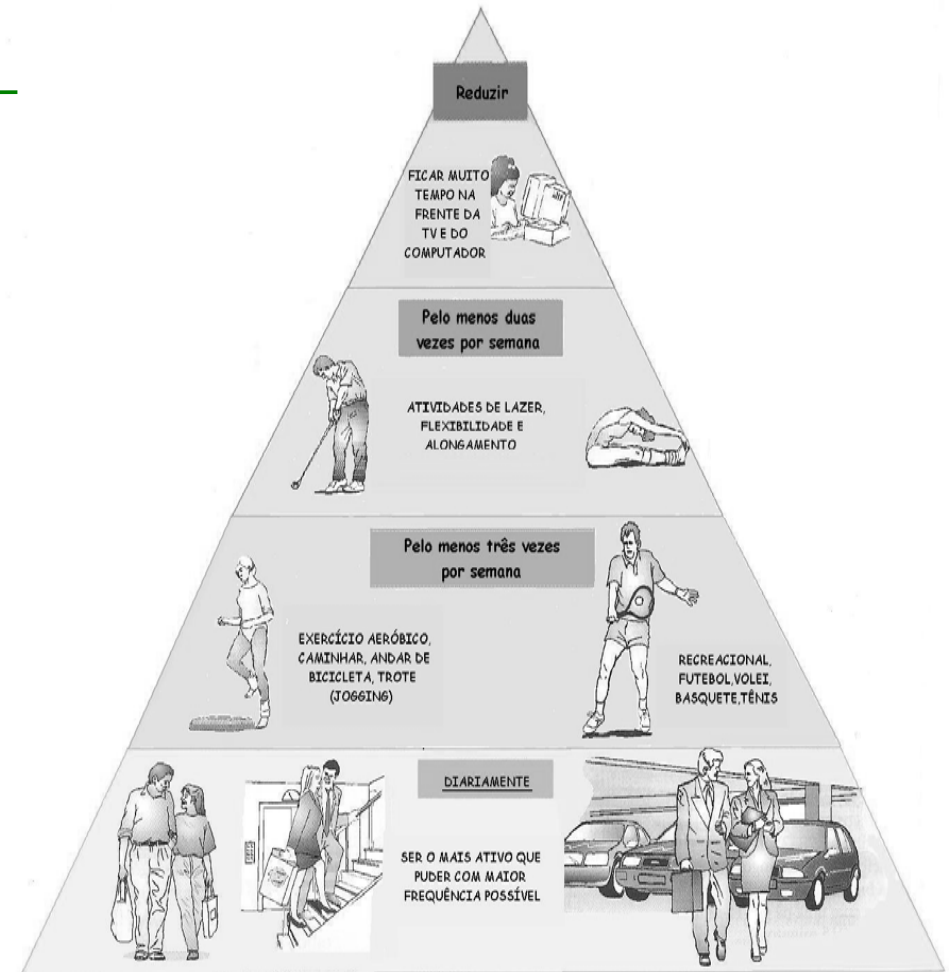 Reduzir
FICAR MUITO
TEMPO NA
FRENTE DA
TV E DO
COMPUTADOR
Pelo menos duas
vezes por semana
ATIVIDADES DE LAZER,
FLEXIBILIDADE E
ALONGAMENTO
Pelo menos três vezes
por semana
EXERCÍCIO AERÓBICO,
CAMINHAR, ANDAR DE
BICICLETA, TROTE
(JOGGING)
RECREACIONAL,
FUTEBOL,VOLEI,
BASQUETE,TÊNIS
DIARIAMENTE
SER O MAIS ATIVO QUE
PUDER COM MAIOR
FREQUÊNCIA POSSÍVEL